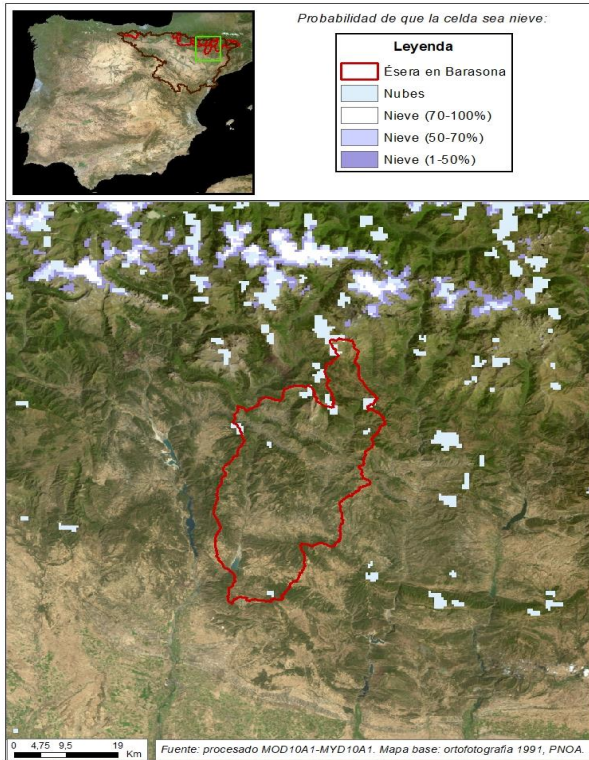 Probabilidad de que la celda sea nieve:
Leyenda
Ésera en Barasona
Nubes
Nieve (70-100%)
Nieve (50-70%)
Nieve (1-50%)
0 4,75 9,5 19
Km
Fuente: procesado MOD10A1-MYD10A1. Mapa base: ortofotografía 1991, PNOA.